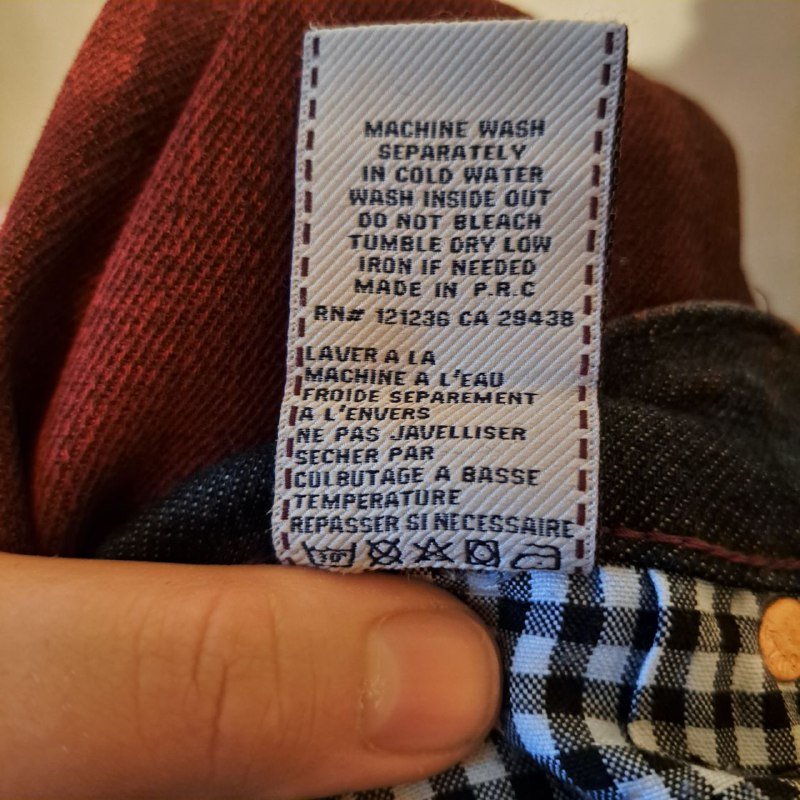 MACHINE WASH
SEPARATELY
IN COLD WATER
WASH INSIDE OUT
DO NOT BLEACH
TUMBLE DRY LOW
IRON IF NEEDED
MADE IN P.R.C
RN# 121236 CA 29438
LAVER A LA
MACHINE A L'EAU
FROIDE SEPAREMENT
A L'ENVERS
NE PAS JAVELLISER
SECHER PAR
CULBUTAGE A BASSE
TEMPERATURE
REPASSER SI NECESSAIRE
30°